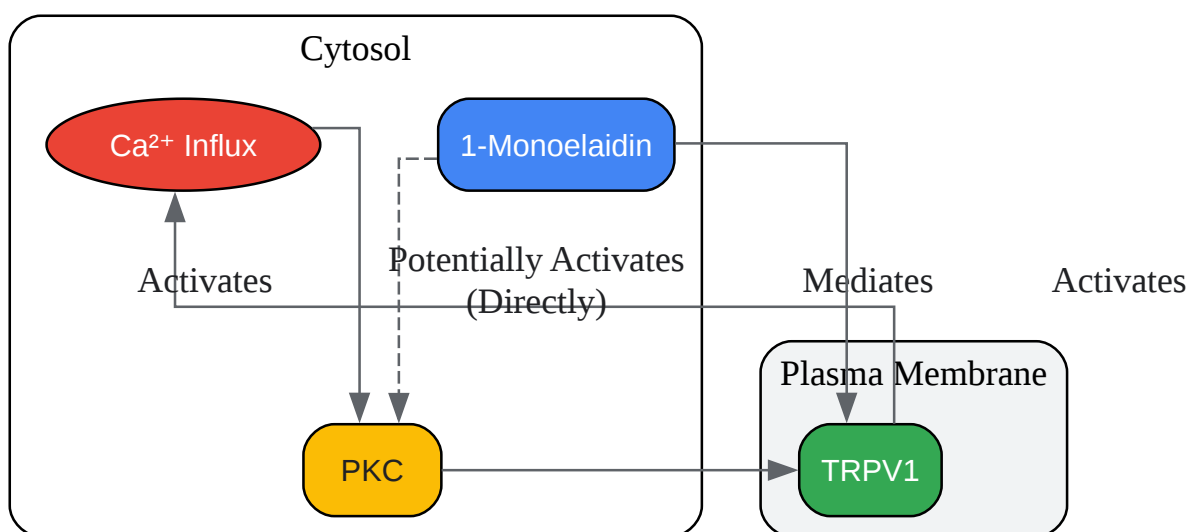 Cytosol
Ca²⁺ Influx
1-Monoelaidin
Activates
Potentially Activates
(Directly)
Mediates
Activates
Plasma Membrane
PKC
TRPV1